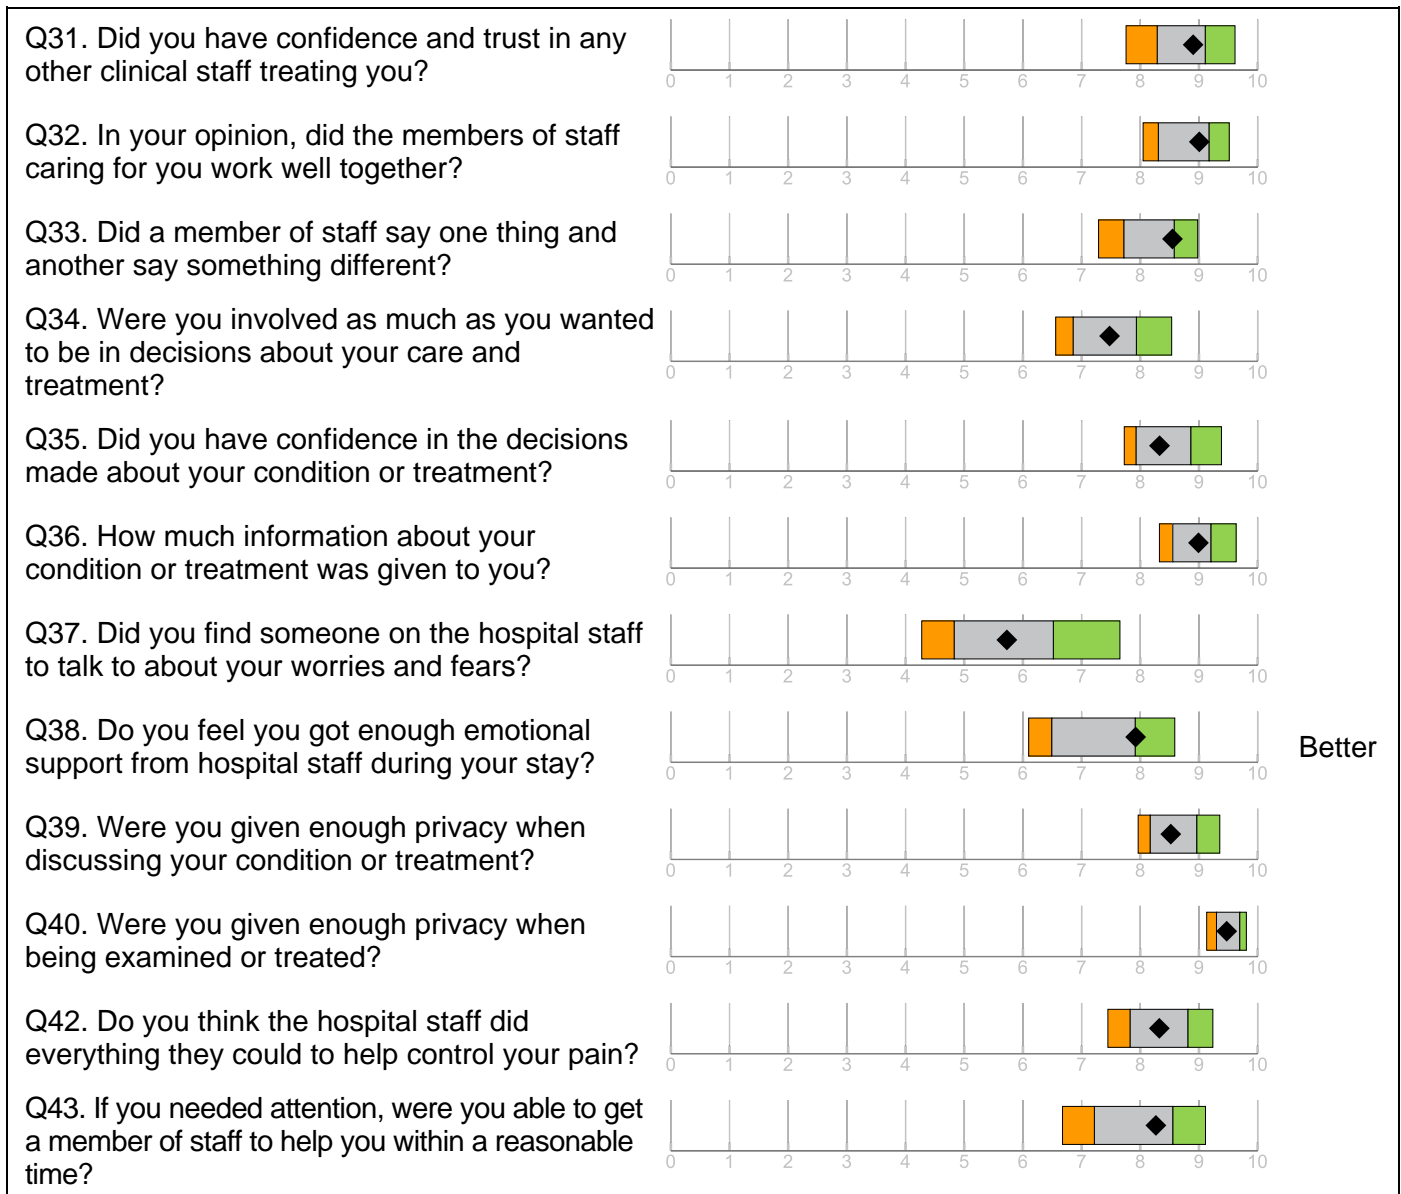 Q31. Did you have confidence and trust in any
other clinical staff treating you?
0 1 2 3 4 5 6 7 8 9 10
Q32. In your opinion, did the members of staff
caring for you work well together?
0 1 2 3 4 5 6 7 8 9 10
Q33. Did a member of staff say one thing and
another say something different?
0 1 2 3 4 5 6 7 8 9 10
Q34. Were you involved as much as you wanted
to be in decisions about your care and
treatment?
0 1 2 3 4 5 6 7 8 9 10
Q35. Did you have confidence in the decisions
made about your condition or treatment?
0 1 2 3 4 5 6 7 8 9 10
Q36. How much information about your
condition or treatment was given to you?
0 1 2 3 4 5 6 7 8 9 10
Q37. Did you find someone on the hospital staff
to talk to about your worries and fears?
0 1 2 3 4 5 6 7 8 9 10
Q38. Do you feel you got enough emotional
support from hospital staff during your stay?
Better
0 1 2 3 4 5 6 7 8 9 10
Q39. Were you given enough privacy when
discussing your condition or treatment?
0 1 2 3 4 5 6 7 8 9 10
Q40. Were you given enough privacy when
being examined or treated?
0 1 2 3 4 5 6 7 8 9 10
Q42. Do you think the hospital staff did
everything they could to help control your pain?
0 1 2 3 4 5 6 7 8 9 10
Q43. If you needed attention, were you able to get
a member of staff to help you within a reasonable
time?
0 1 2 3 4 5 6 7 8 9 10